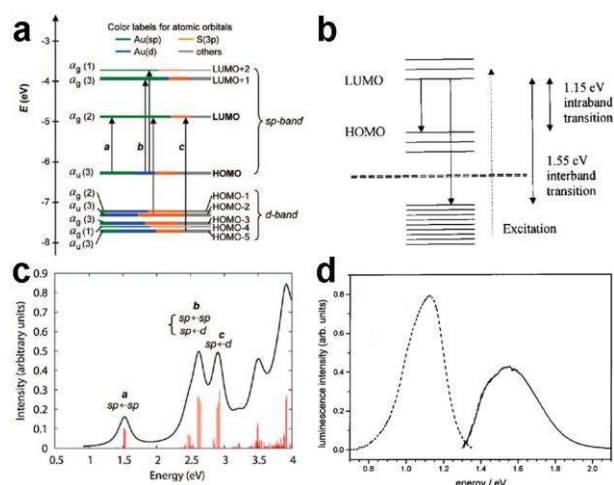 a
Color labels for atomic orbitals
Au(sp) S(3p)
Au(d) others
E (eV)
-3
-4
-5
-6
-7
-8
ag (1)
ag (3)
ag (2)
au (3)
ag (2)
au (3)
ag (3)
ag (1)
au (3)
a
b
c
LUMO+2
LUMO+1
LUMO
HOMO
HOMO-1
HOMO-2
HOMO-3
HOMO-4
HOMO-5
sp-band
d-band
b
LUMO
HOMO
1.15 eV
intraband
transition
1.55 eV
interband
transition
Excitation
c
Intensity (arbitrary units)
0.9
0.8
0.7
0.6
0.5
0.4
0.3
0.2
0.1
0
b
sp←sp
sp←d
c
sp←d
a
sp←sp
0.5 1 1.5 2 2.5 3 3.5 4
Energy (eV)
d
luminescence intensity (arb. units)
0.8
0.4
0.0
0.8 1.0 1.2 1.4 1.6 1.8 2.0
energy / eV